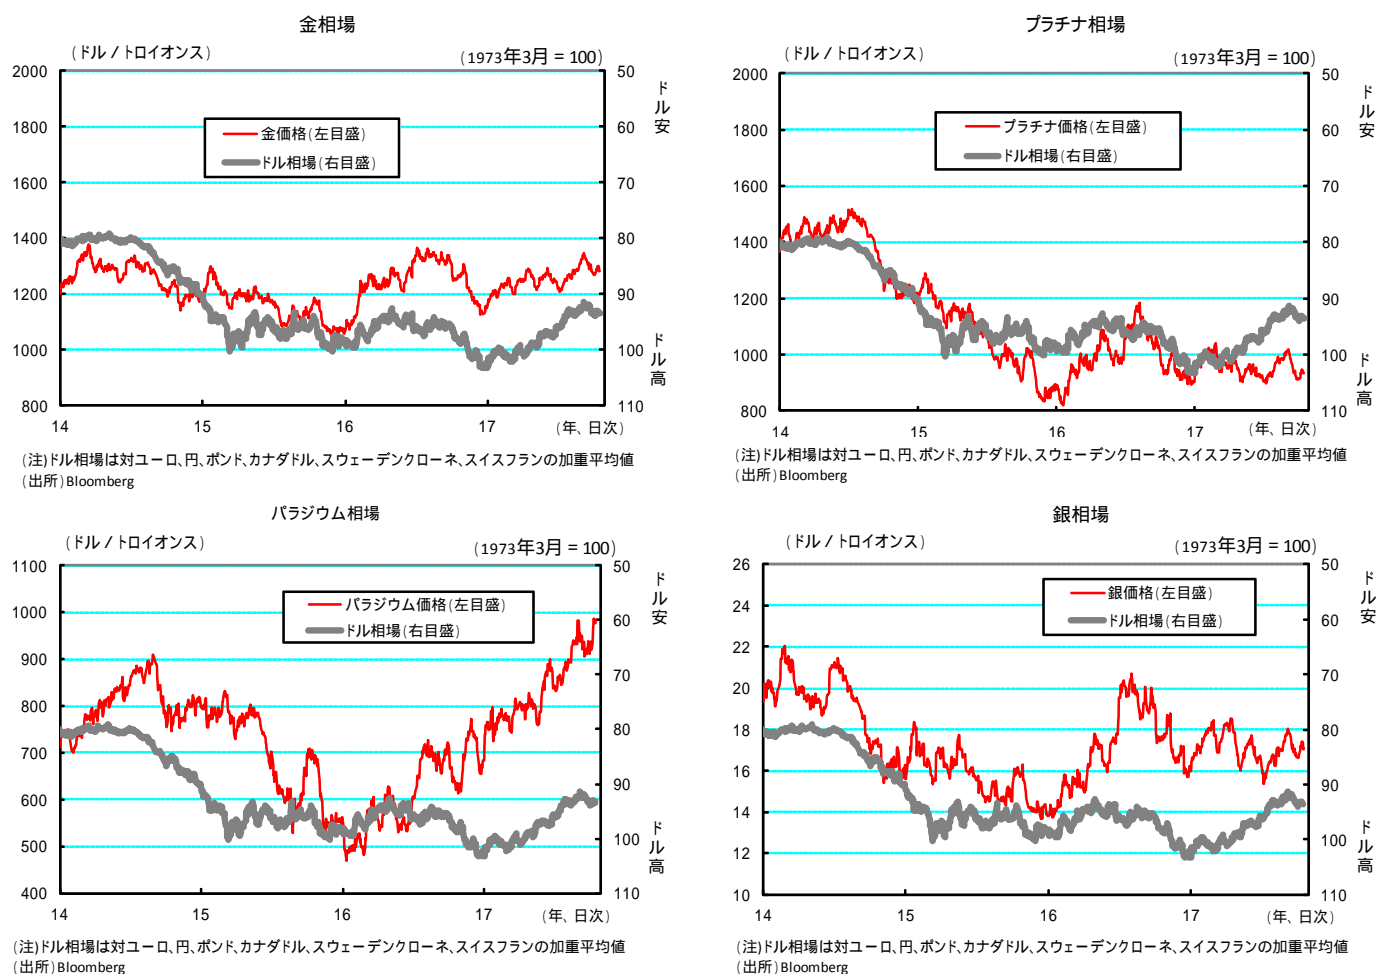 金相場
(ドル / トロイオンス)
(1973年3月 = 100)
2000
1800
1600
1400
1200
1000
800
50
60
70
80
90
100
110
ドル安
ドル高
金価格(左目盛)
ドル相場(右目盛)
14
15
16
17
(年、日次)
(注)ドル相場は対ユーロ、円、ポンド、カナダドル、スウェーデンクローネ、スイスフランの加重平均値
(出所)Bloomberg
プラチナ相場
(ドル / トロイオンス)
(1973年3月 = 100)
2000
1800
1600
1400
1200
1000
800
50
60
70
80
90
100
110
ドル安
ドル高
プラチナ価格(左目盛)
ドル相場(右目盛)
14
15
16
17
(年、日次)
(注)ドル相場は対ユーロ、円、ポンド、カナダドル、スウェーデンクローネ、スイスフランの加重平均値
(出所)Bloomberg
パラジウム相場
(ドル / トロイオンス)
(1973年3月 = 100)
1100
1000
900
800
700
600
500
400
50
60
70
80
90
100
110
ドル安
ドル高
パラジウム価格(左目盛)
ドル相場(右目盛)
14
15
16
17
(年、日次)
(注)ドル相場は対ユーロ、円、ポンド、カナダドル、スウェーデンクローネ、スイスフランの加重平均値
(出所)Bloomberg
銀相場
(ドル / トロイオンス)
(1973年3月 = 100)
26
24
22
20
18
16
14
12
10
50
60
70
80
90
100
110
ドル安
ドル高
銀価格(左目盛)
ドル相場(右目盛)
14
15
16
17
(年、日次)
(注)ドル相場は対ユーロ、円、ポンド、カナダドル、スウェーデンクローネ、スイスフランの加重平均値
(出所)Bloomberg